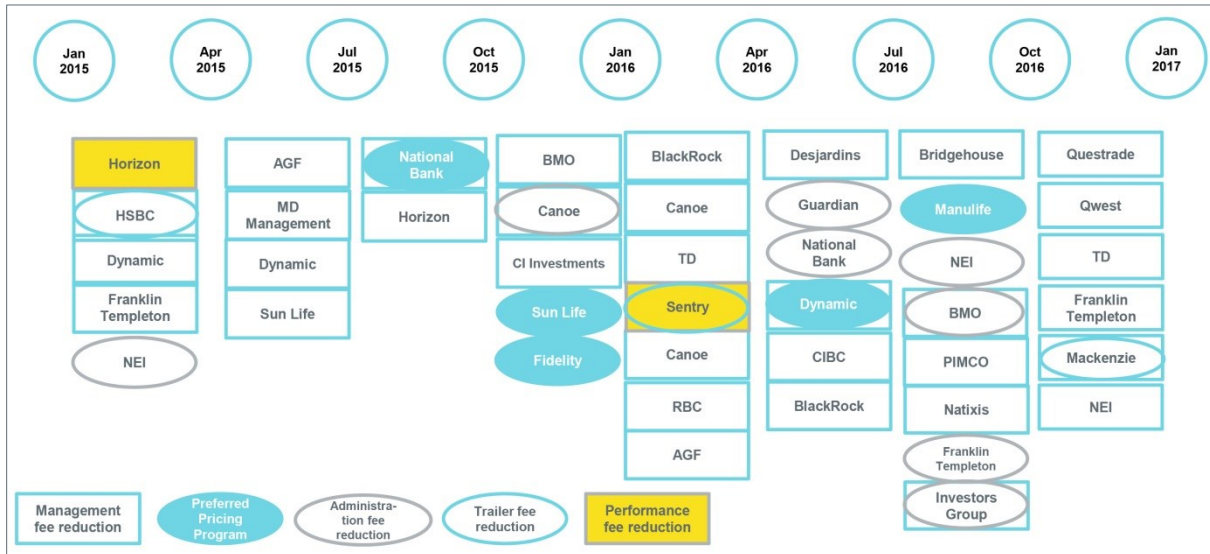 Jan
2015
Apr
2015
Jul
2015
Oct
2015
Jan
2016
Apr
2016
Jul
2016
Oct
2016
Jan
2017
Horizon
HSBC
Dynamic
Franklin
Templeton
NEI
AGF
MD
Management
Dynamic
Sun Life
National
Bank
Horizon
BMO
Canoe
CI Investments
Sun Life
Fidelity
BlackRock
Canoe
TD
Sentry
Canoe
RBC
AGF
Desjardins
Guardian
National
Bank
Dynamic
CIBC
BlackRock
Bridgehouse
Manulife
NEI
BMO
PIMCO
Natixis
Franklin
Templeton
Investors
Group
Questrade
Qwest
TD
Franklin
Templeton
Mackenzie
NEI
Management
fee reduction
Preferred
Pricing
Program
Administra-
tion fee
reduction
Trailer fee
reduction
Performance
fee reduction